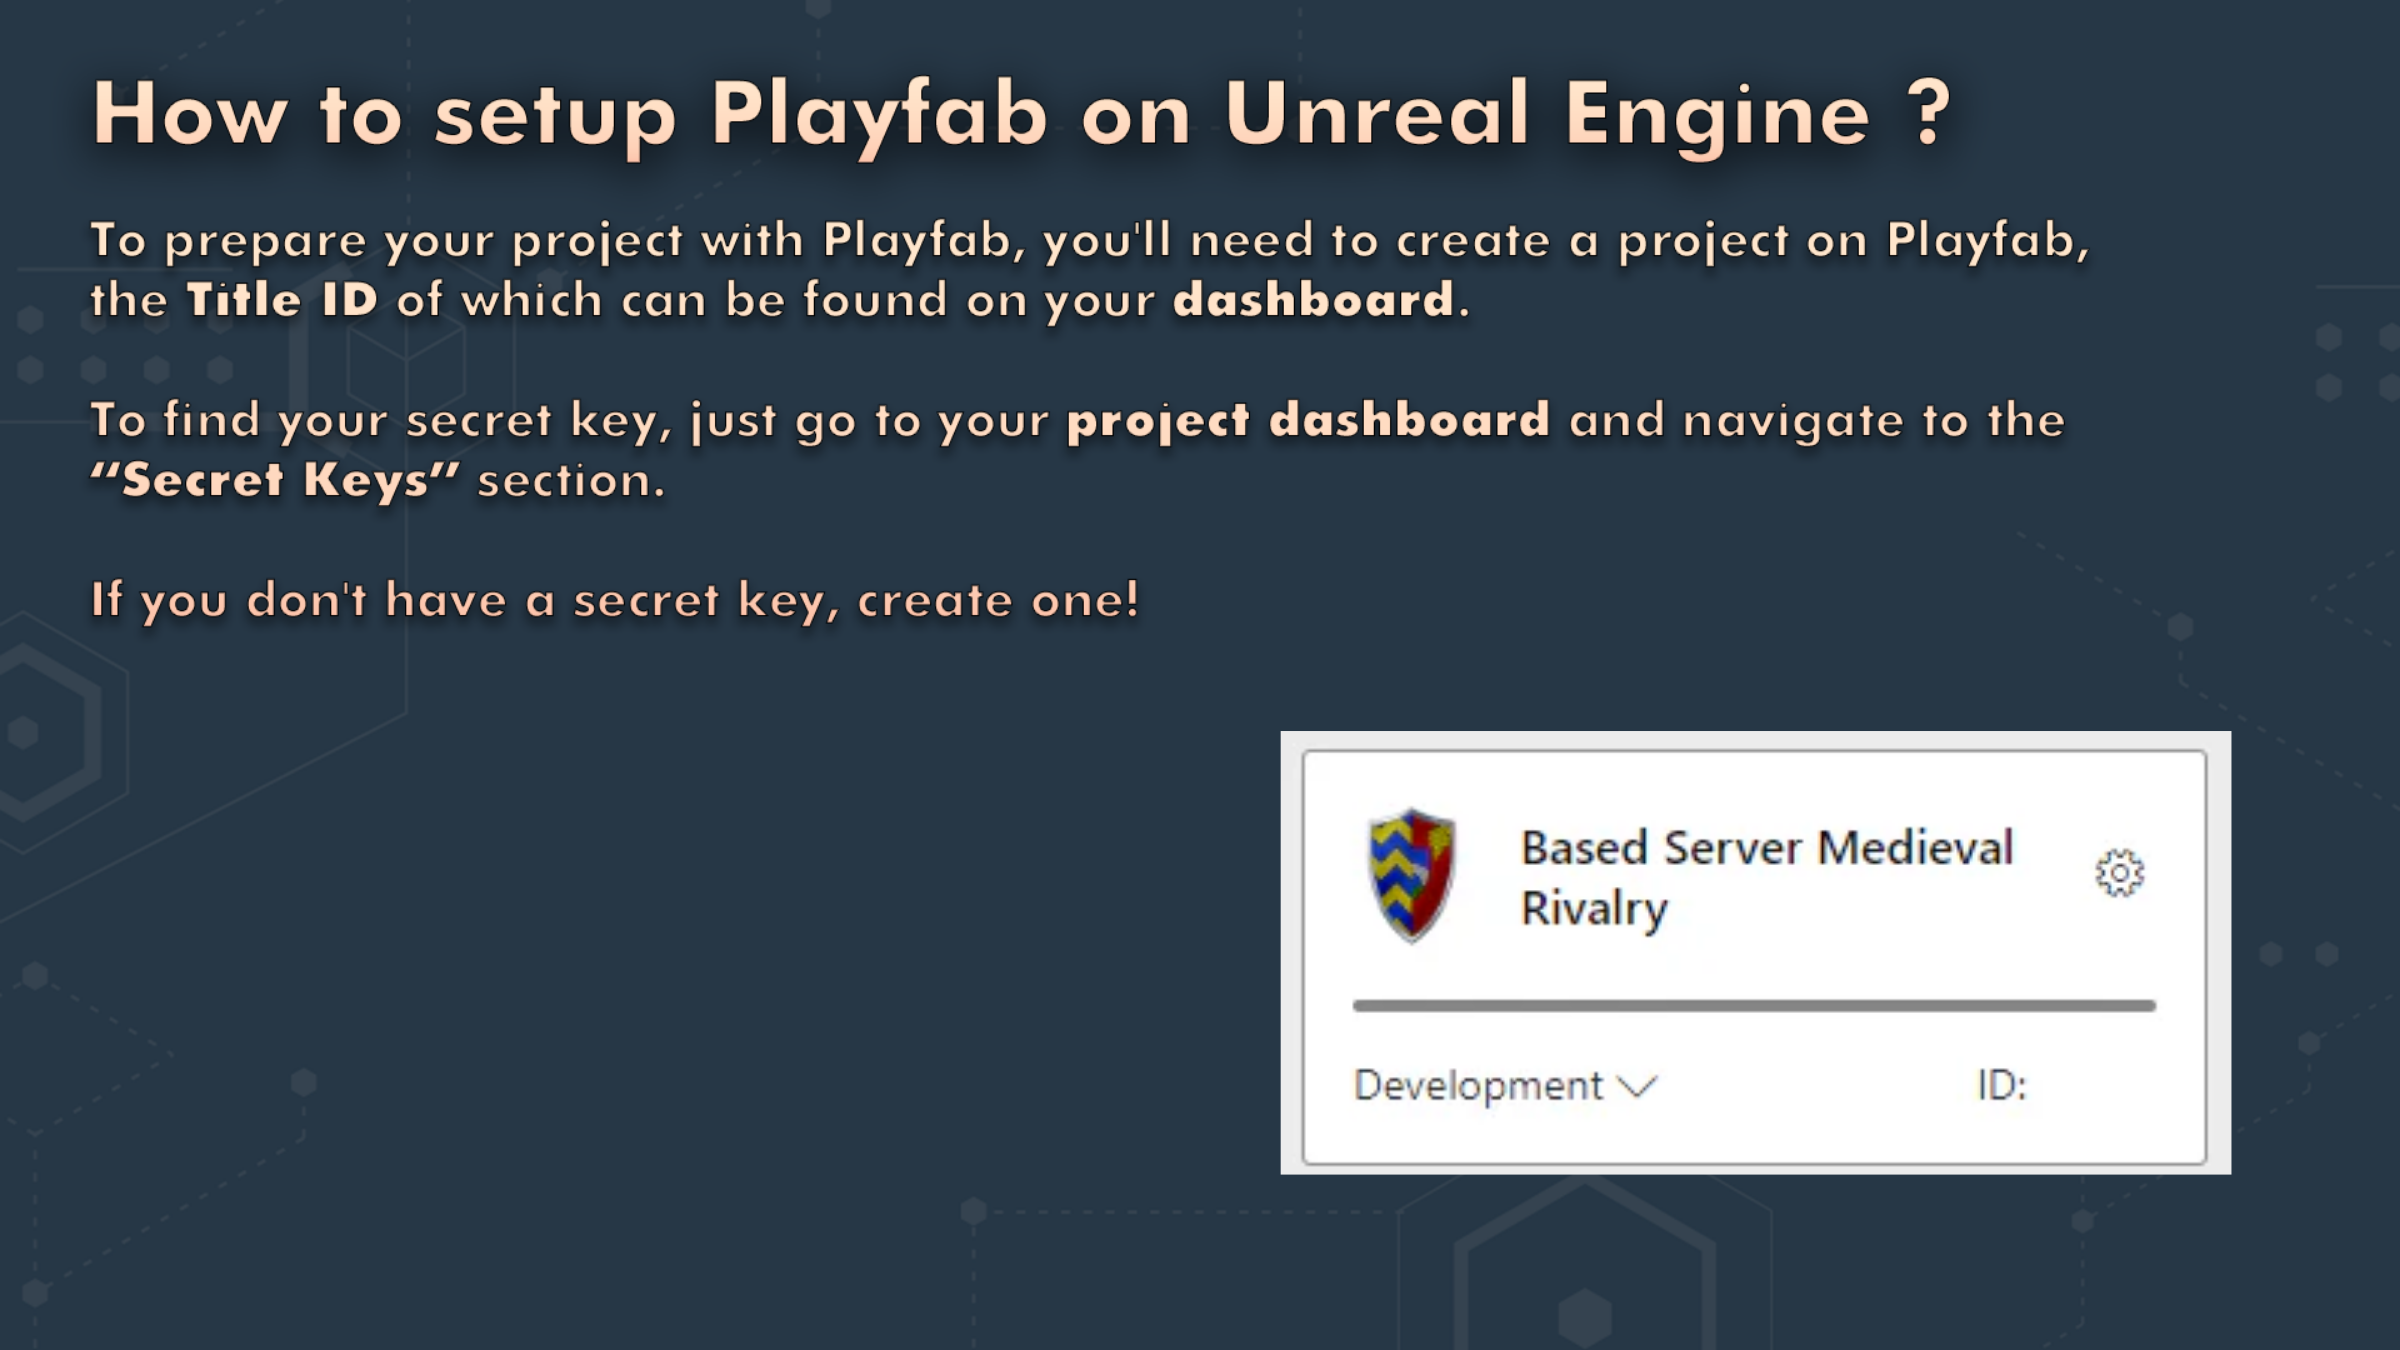 How to setup Playfab on Unreal Engine ?
To prepare your project with Playfab, you'll need to create a project on Playfab,
the Title ID of which can be found on your dashboard.
To find your secret key, just go to your project dashboard and navigate to the
“Secret Keys” section.
If you don't have a secret key, create one!
Based Server Medieval
Rivalry
Development
ID: